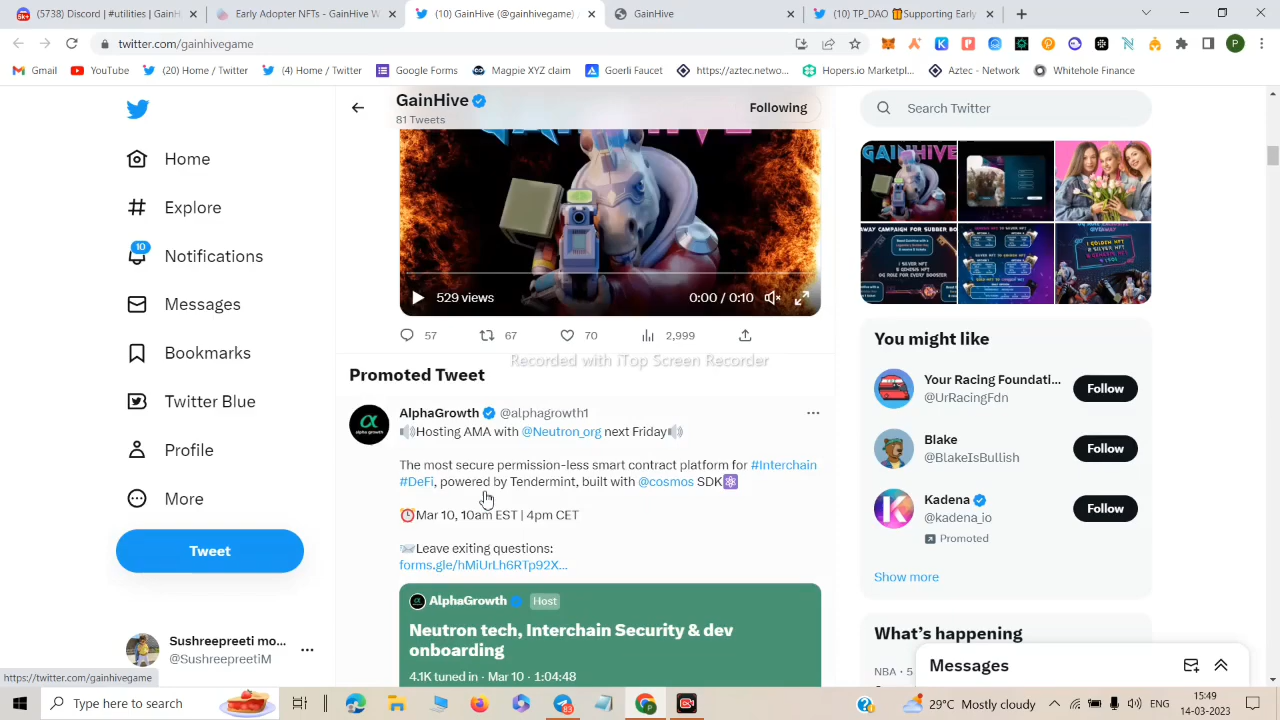 (5738) Discord | #utilities | GainH
Early Adopter NFTs - GainHive
(10) TP_DAO (@gainhivegame)
GainHive
(10) TP_DAO Supporting Early
twitter.com/gainhivegame
Gmail
YouTube
(20) Home / Twitter
(4) Home / Twitter
Google Forms
Magpie XYZ claim
Goerli Faucet
https://aztec.netwo...
Hopers.io Marketpl...
Aztec - Network
Whitehole Finance
Home
Explore
10
Notifications
Messages
Bookmarks
Twitter Blue
Profile
More
Tweet
Sushreepreeti mo...
@SushreepreetiM
https://twitter.com/gainhivegame
GainHive
81 Tweets
Following
529 views
0:00 / 0:10
57
67
70
2,999
Recorded with iTop Screen Recorder
Promoted Tweet
AlphaGrowth @alphagrowth1
🔊Hosting AMA with @Neutron_org next Friday🔊
The most secure permission-less smart contract platform for #Interchain
#DeFi, powered by Tendermint, built with @cosmos SDK⚛️
⏰Mar 10, 10am EST | 4pm CET
📨Leave exiting questions:
forms.gle/hMiUrLh6RTp92X...
AlphaGrowth Host
Neutron tech, Interchain Security & dev
onboarding
4.1K tuned in · Mar 10 · 1:04:48
Search Twitter
GAINHIVE
You might like
Your Racing Foundati...
@UrRacingFdn
Follow
Blake
@BlakeIsBullish
Follow
Kadena
@kadena_io
Promoted
Follow
Show more
What's happening
NBA · 5
Messages
Type here to search
83
29°C Mostly cloudy
ENG
15:49
14-03-2023